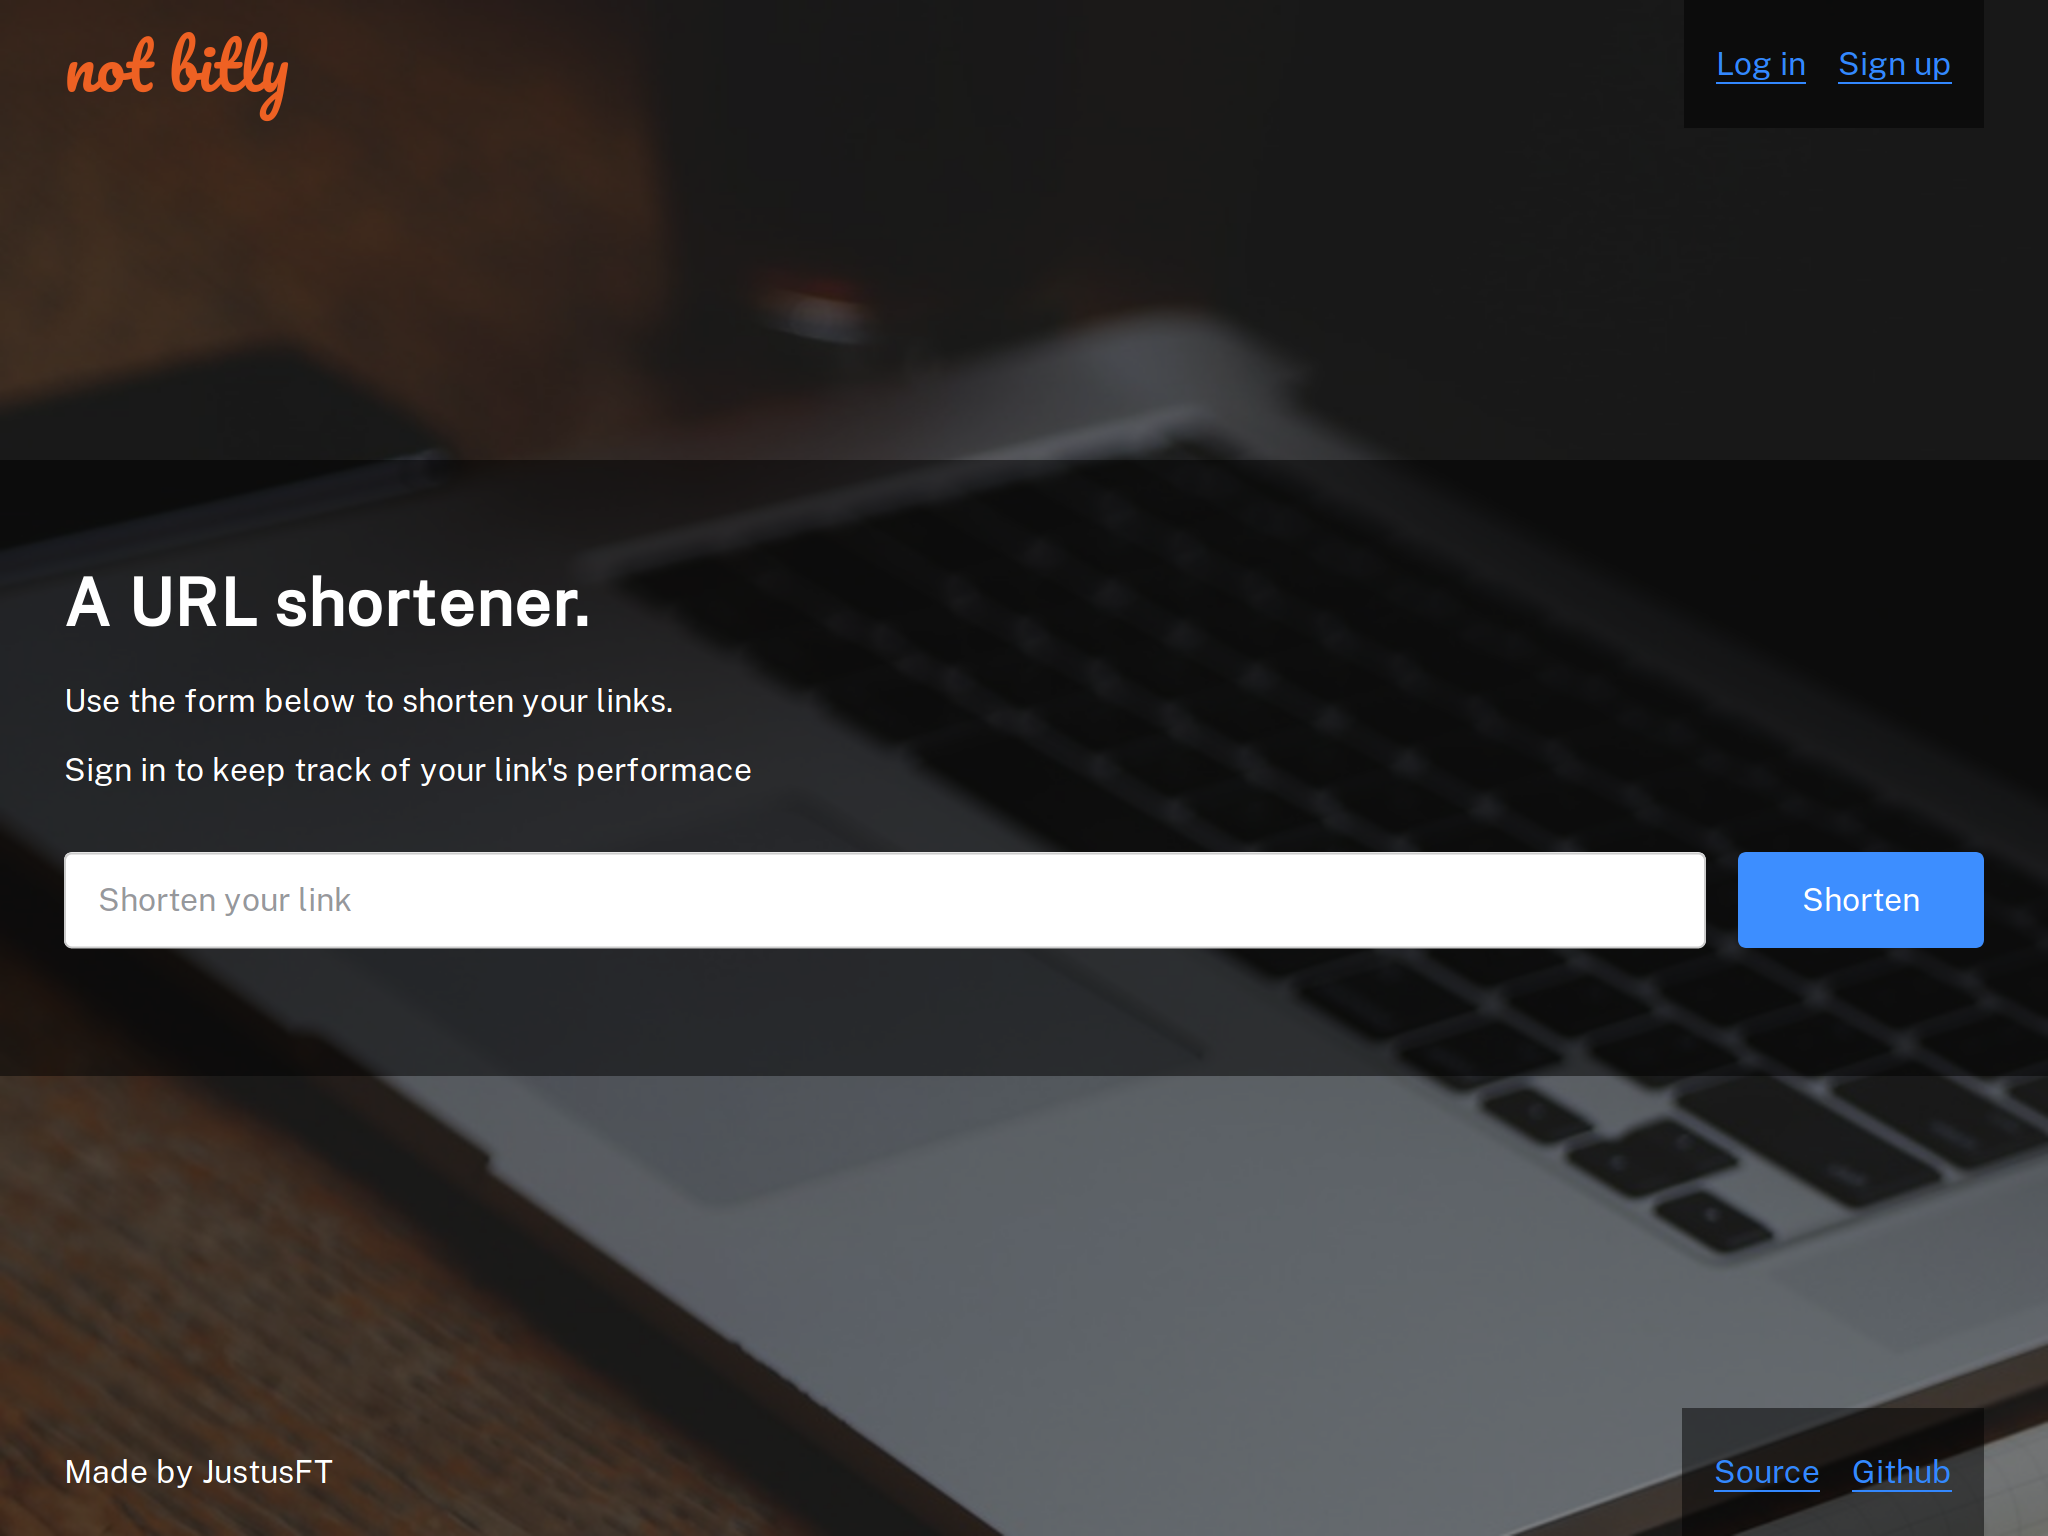 not bitly
Log in Sign up
A URL shortener.
Use the form below to shorten your links.
Sign in to keep track of your link's performace
Shorten your link
Shorten
Made by JustusFT
Source Github